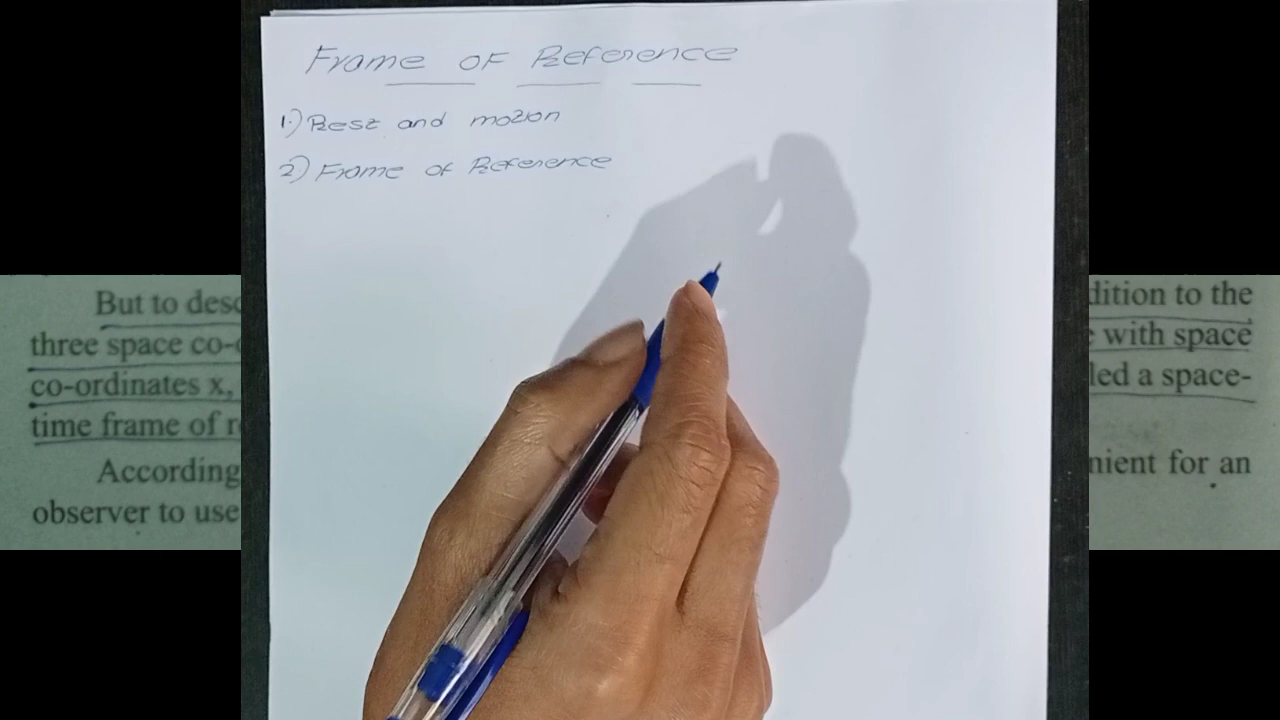 Frame of Reference
1.) Rest and motion
2.) Frame of Reference
But to desc
three space co-
co-ordinates x,
time frame of r
According
observer to use
dition to the
with space
led a space-
nient for an